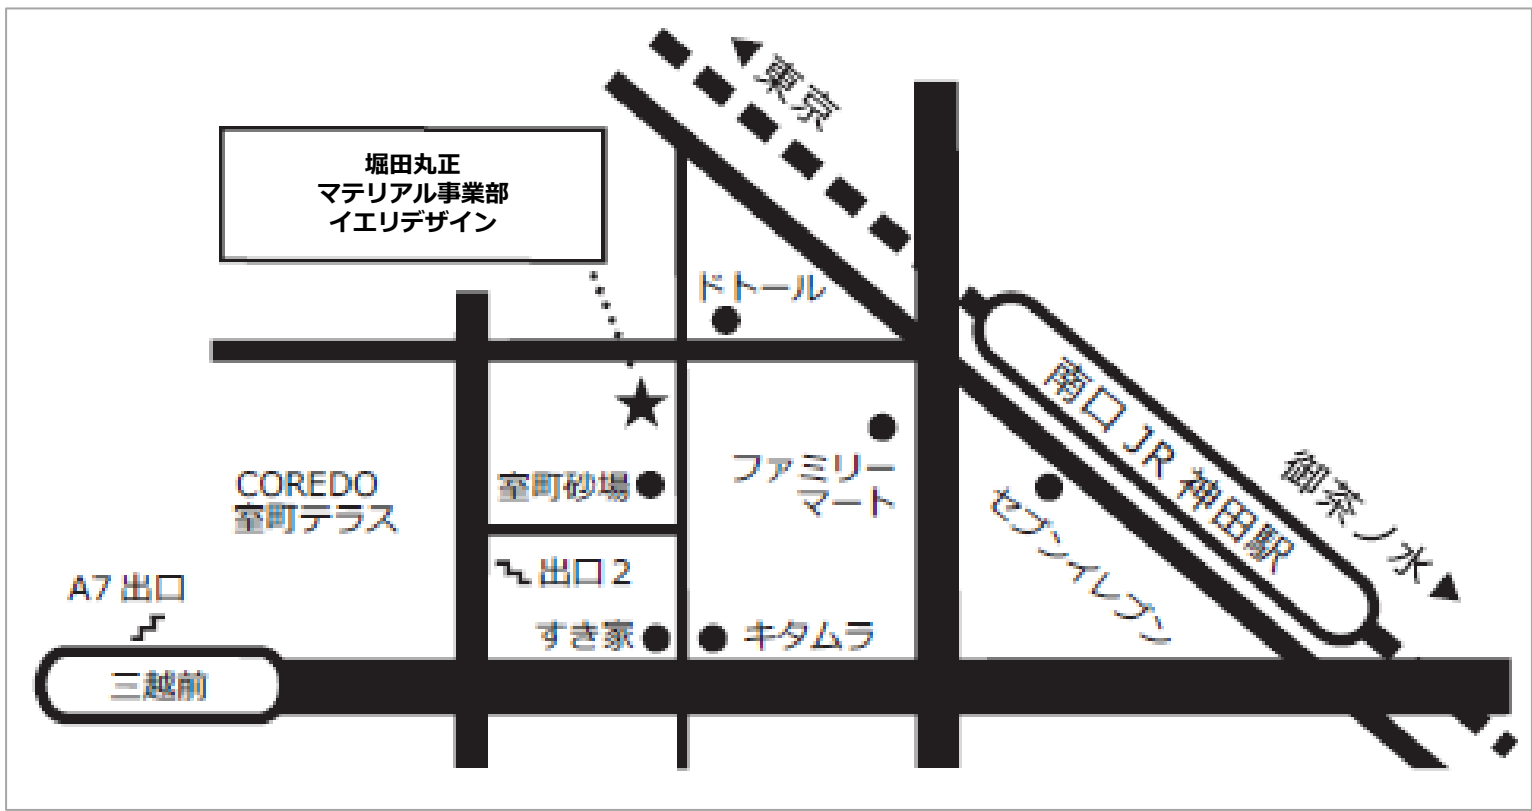 ◀東京
堀田丸正
マテリアル事業部
イエリデザイン
ドトール
南口 JR 神田駅
御茶ノ水▶
ファミリー
マート
COREDO
室町テラス
室町砂場
セブンイレブン
出口2
A7 出口
すき家
キタムラ
三越前